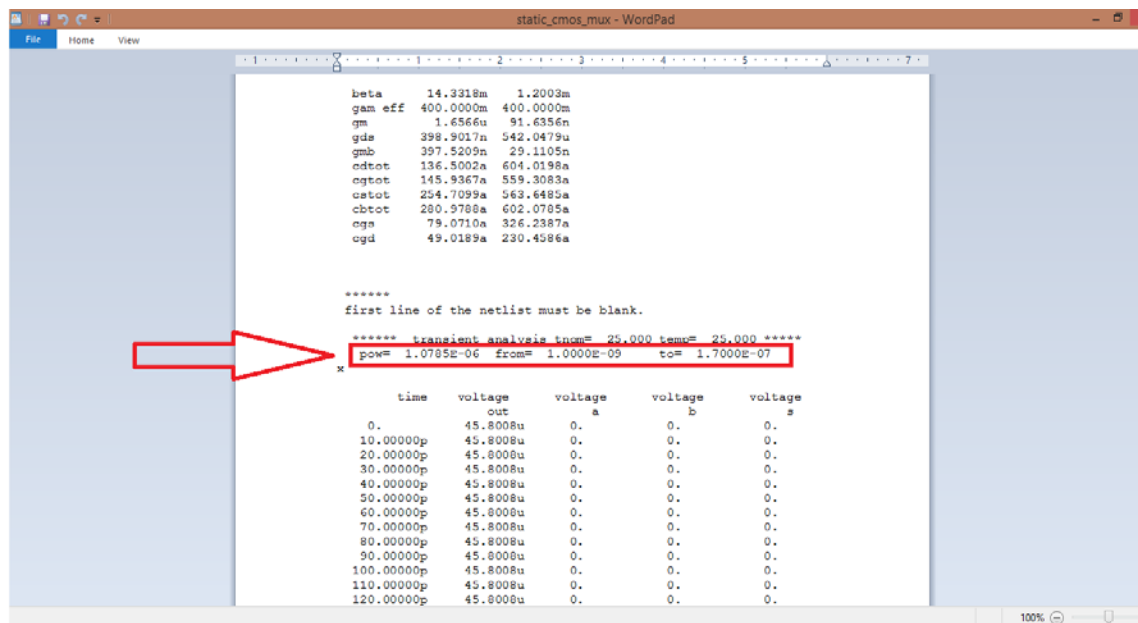 static_cmos_mux - WordPad
File Home View
1 1 2 3 4 5 7
beta 14.3318m 1.2003m
gam eff 400.0000m 400.0000m
gm 1.6566u 91.6356n
gds 398.9017n 542.0479u
gmb 397.5209n 29.1105n
cdtot 136.5002a 604.0198a
cgtot 145.9367a 559.3083a
cstot 254.7099a 563.6485a
cbtot 280.9788a 602.0785a
cgs 79.0710a 326.2387a
cgd 49.0189a 230.4586a
******
first line of the netlist must be blank.
****** transient analysis tnom= 25.000 temp= 25.000 *****
pow= 1.0785E-06 from= 1.0000E-09 to= 1.7000E-07
x
time voltage voltage voltage voltage
out a b s
0. 45.8008u 0. 0. 0.
10.00000p 45.8008u 0. 0. 0.
20.00000p 45.8008u 0. 0. 0.
30.00000p 45.8008u 0. 0. 0.
40.00000p 45.8008u 0. 0. 0.
50.00000p 45.8008u 0. 0. 0.
60.00000p 45.8008u 0. 0. 0.
70.00000p 45.8008u 0. 0. 0.
80.00000p 45.8008u 0. 0. 0.
90.00000p 45.8008u 0. 0. 0.
100.00000p 45.8008u 0. 0. 0.
110.00000p 45.8008u 0. 0. 0.
120.00000p 45.8008u 0. 0. 0.
100%